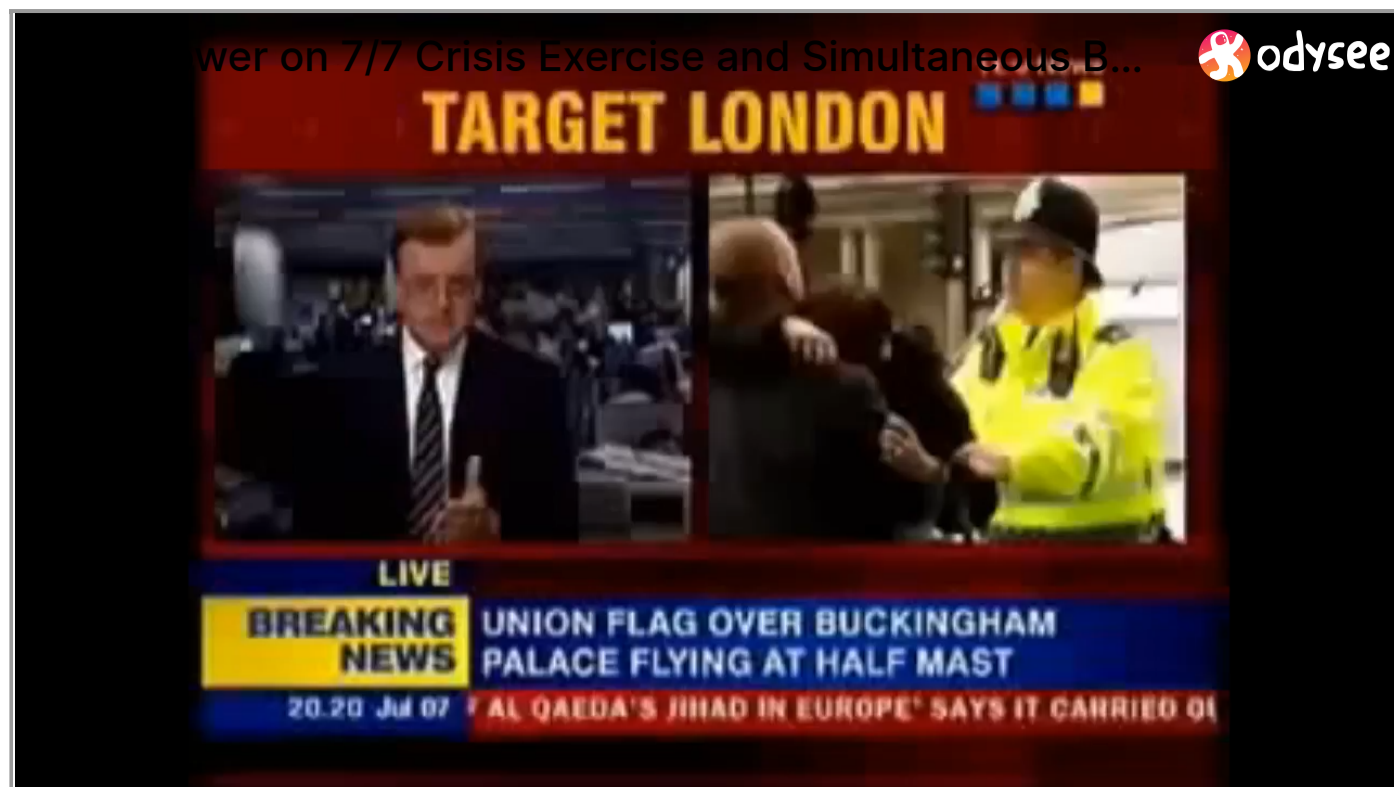 wer on 7/7 Crisis Exercise and Simultaneous B...
odysee
TARGET LONDON
LIVE
BREAKING
NEWS
UNION FLAG OVER BUCKINGHAM
PALACE FLYING AT HALF MAST
20.20 Jul 07
AL QAEDA'S JIHAD IN EUROPE' SAYS IT CARRIED